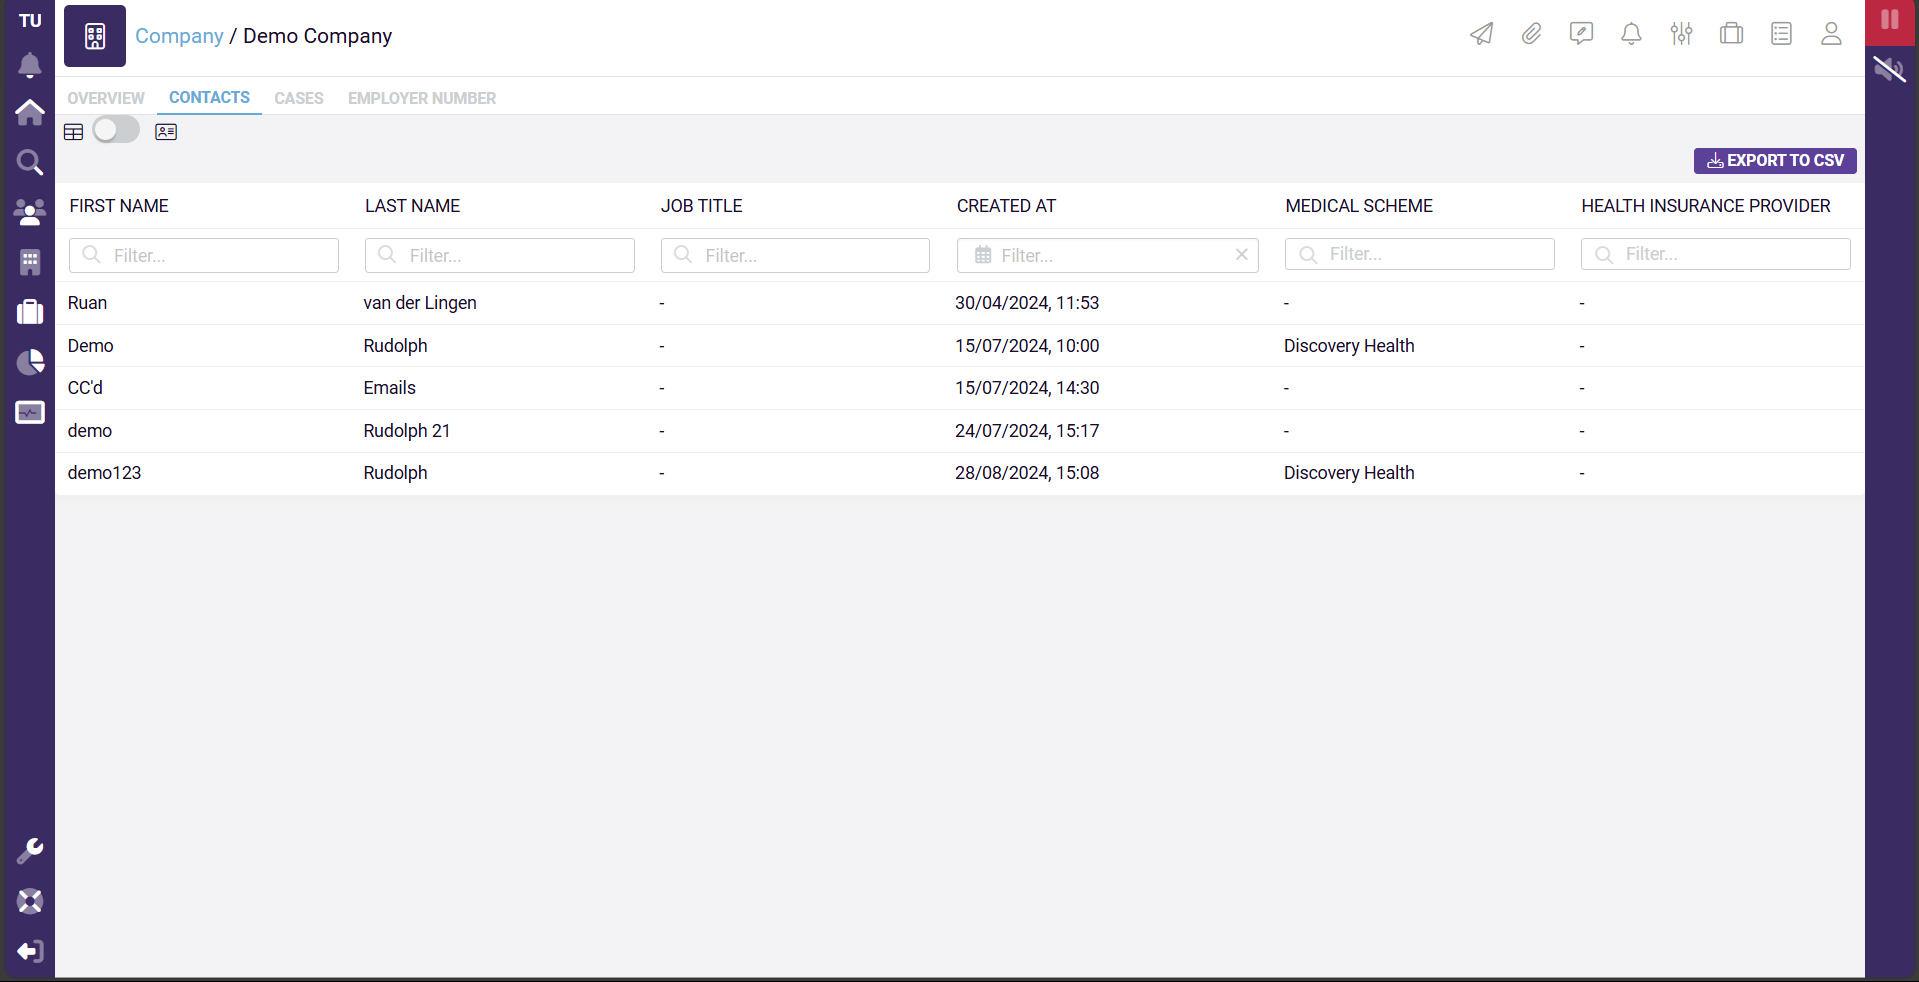 TU
Company / Demo Company
OVERVIEW CONTACTS CASES EMPLOYER NUMBER
EXPORT TO CSV
FIRST NAME LAST NAME JOB TITLE CREATED AT MEDICAL SCHEME HEALTH INSURANCE PROVIDER
Filter... Filter... Filter... Filter... Filter... Filter...
Ruan van der Lingen - 30/04/2024, 11:53 - -
Demo Rudolph - 15/07/2024, 10:00 Discovery Health -
CC'd Emails - 15/07/2024, 14:30 - -
demo Rudolph 21 - 24/07/2024, 15:17 - -
demo123 Rudolph - 28/08/2024, 15:08 Discovery Health -